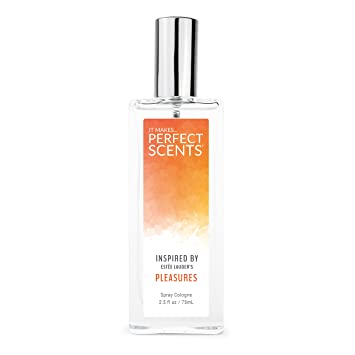 IT MAKES...
PERFECT
SCENTS®
INSPIRED BY
ESTÉE LAUDER'S
PLEASURES
Spray Cologne
2.5 fl oz / 75mL